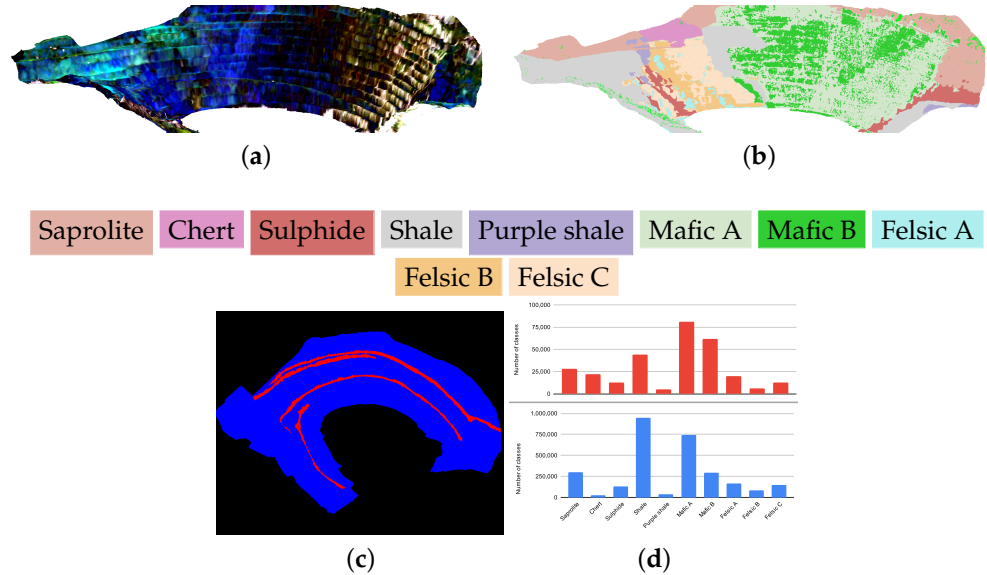 (a)
(b)
Saprolite Chert Sulphide Shale Purple shale Mafic A Mafic B Felsic A
Felsic B Felsic C
100,000
75,000
50,000
25,000
0
Number of classes
1,000,000
750,000
500,000
250,000
0
Number of classes
Saprolite Chert Sulphide Shale Purple shale Mafic A Mafic B Felsic A Felsic B Felsic C
(c)
(d)